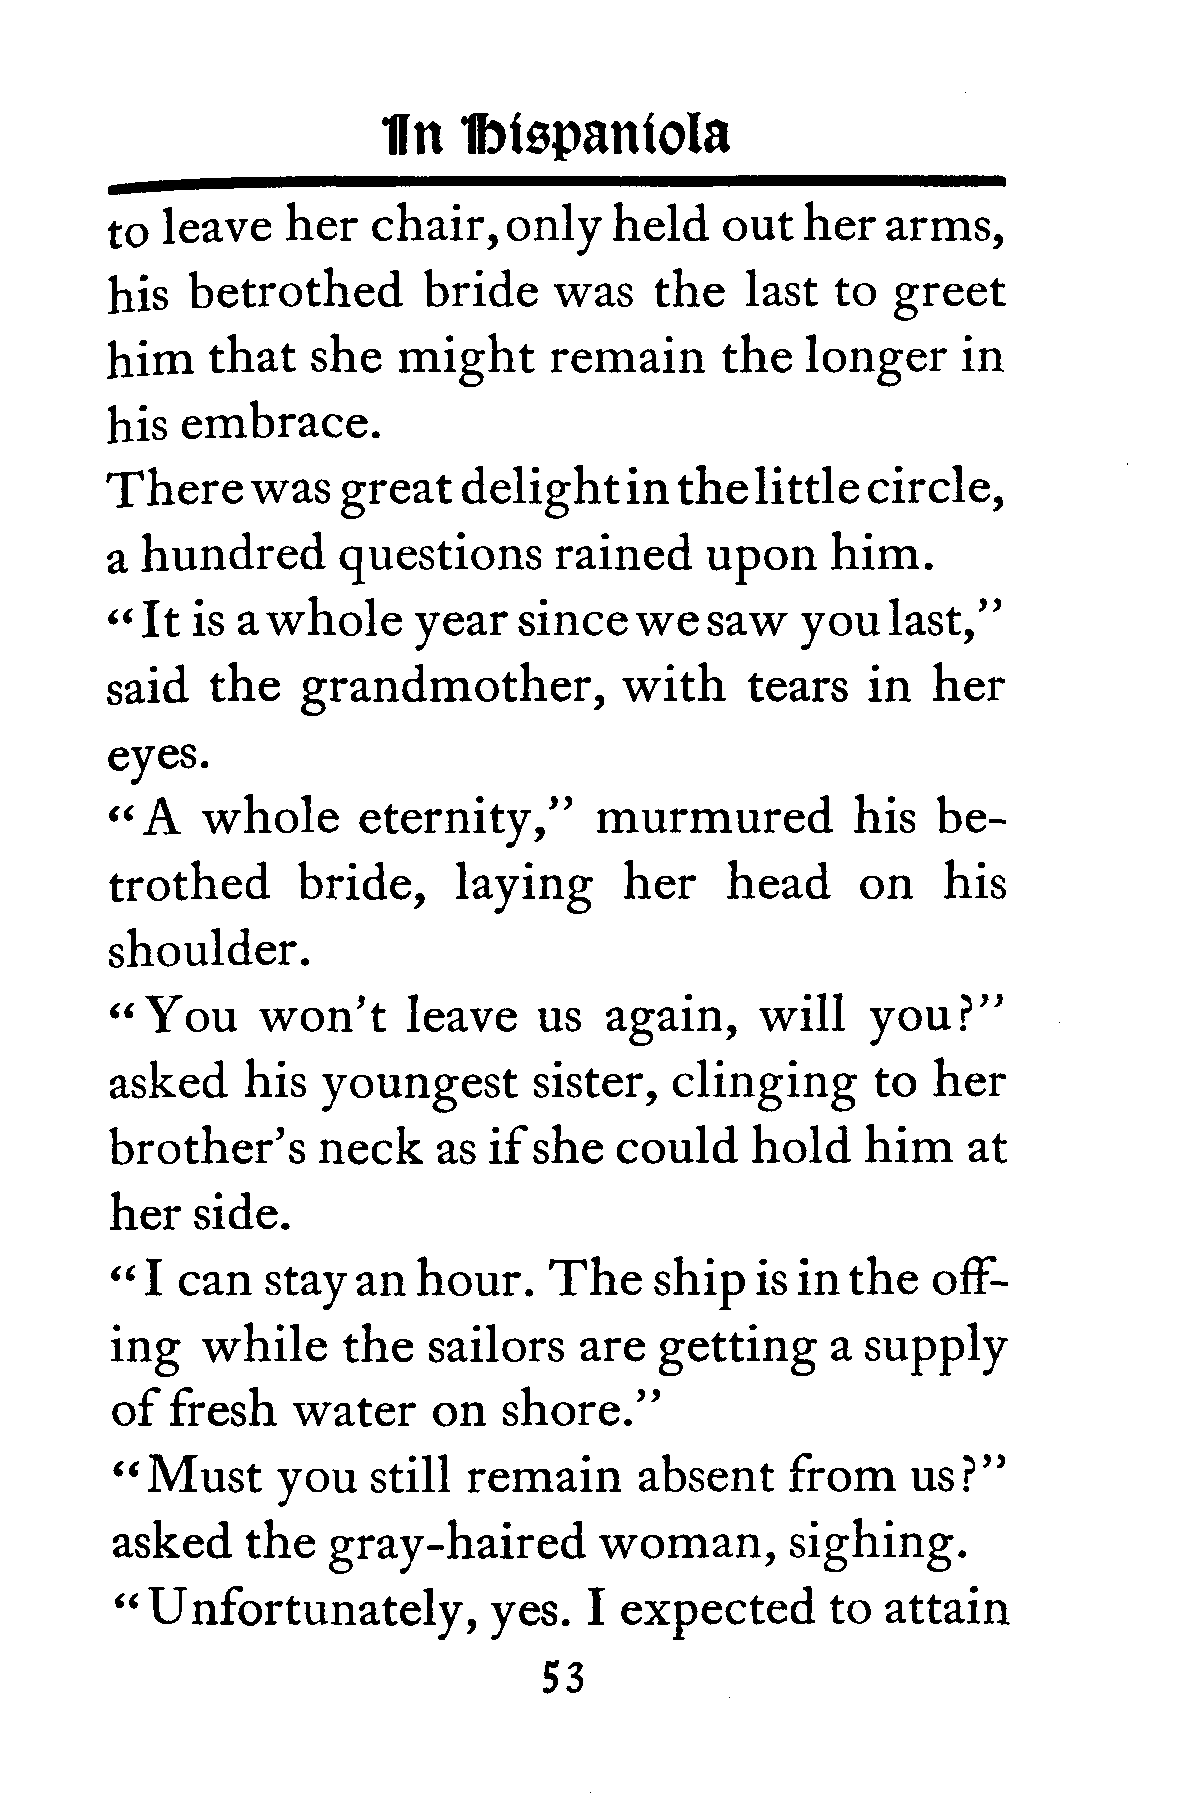 In Hispaniola
to leave her chair, only held out her arms,
his betrothed bride was the last to greet
him that she might remain the longer in
his embrace.
There was great delight in the little circle,
a hundred questions rained upon him.
“It is a whole year since we saw you last,”
said the grandmother, with tears in her
eyes.
“A whole eternity,” murmured his be-
trothed bride, laying her head on his
shoulder.
“You won’t leave us again, will you?”
asked his youngest sister, clinging to her
brother’s neck as if she could hold him at
her side.
“I can stay an hour. The ship is in the off-
ing while the sailors are getting a supply
of fresh water on shore.”
“Must you still remain absent from us?”
asked the gray-haired woman, sighing.
“Unfortunately, yes. I expected to attain
53